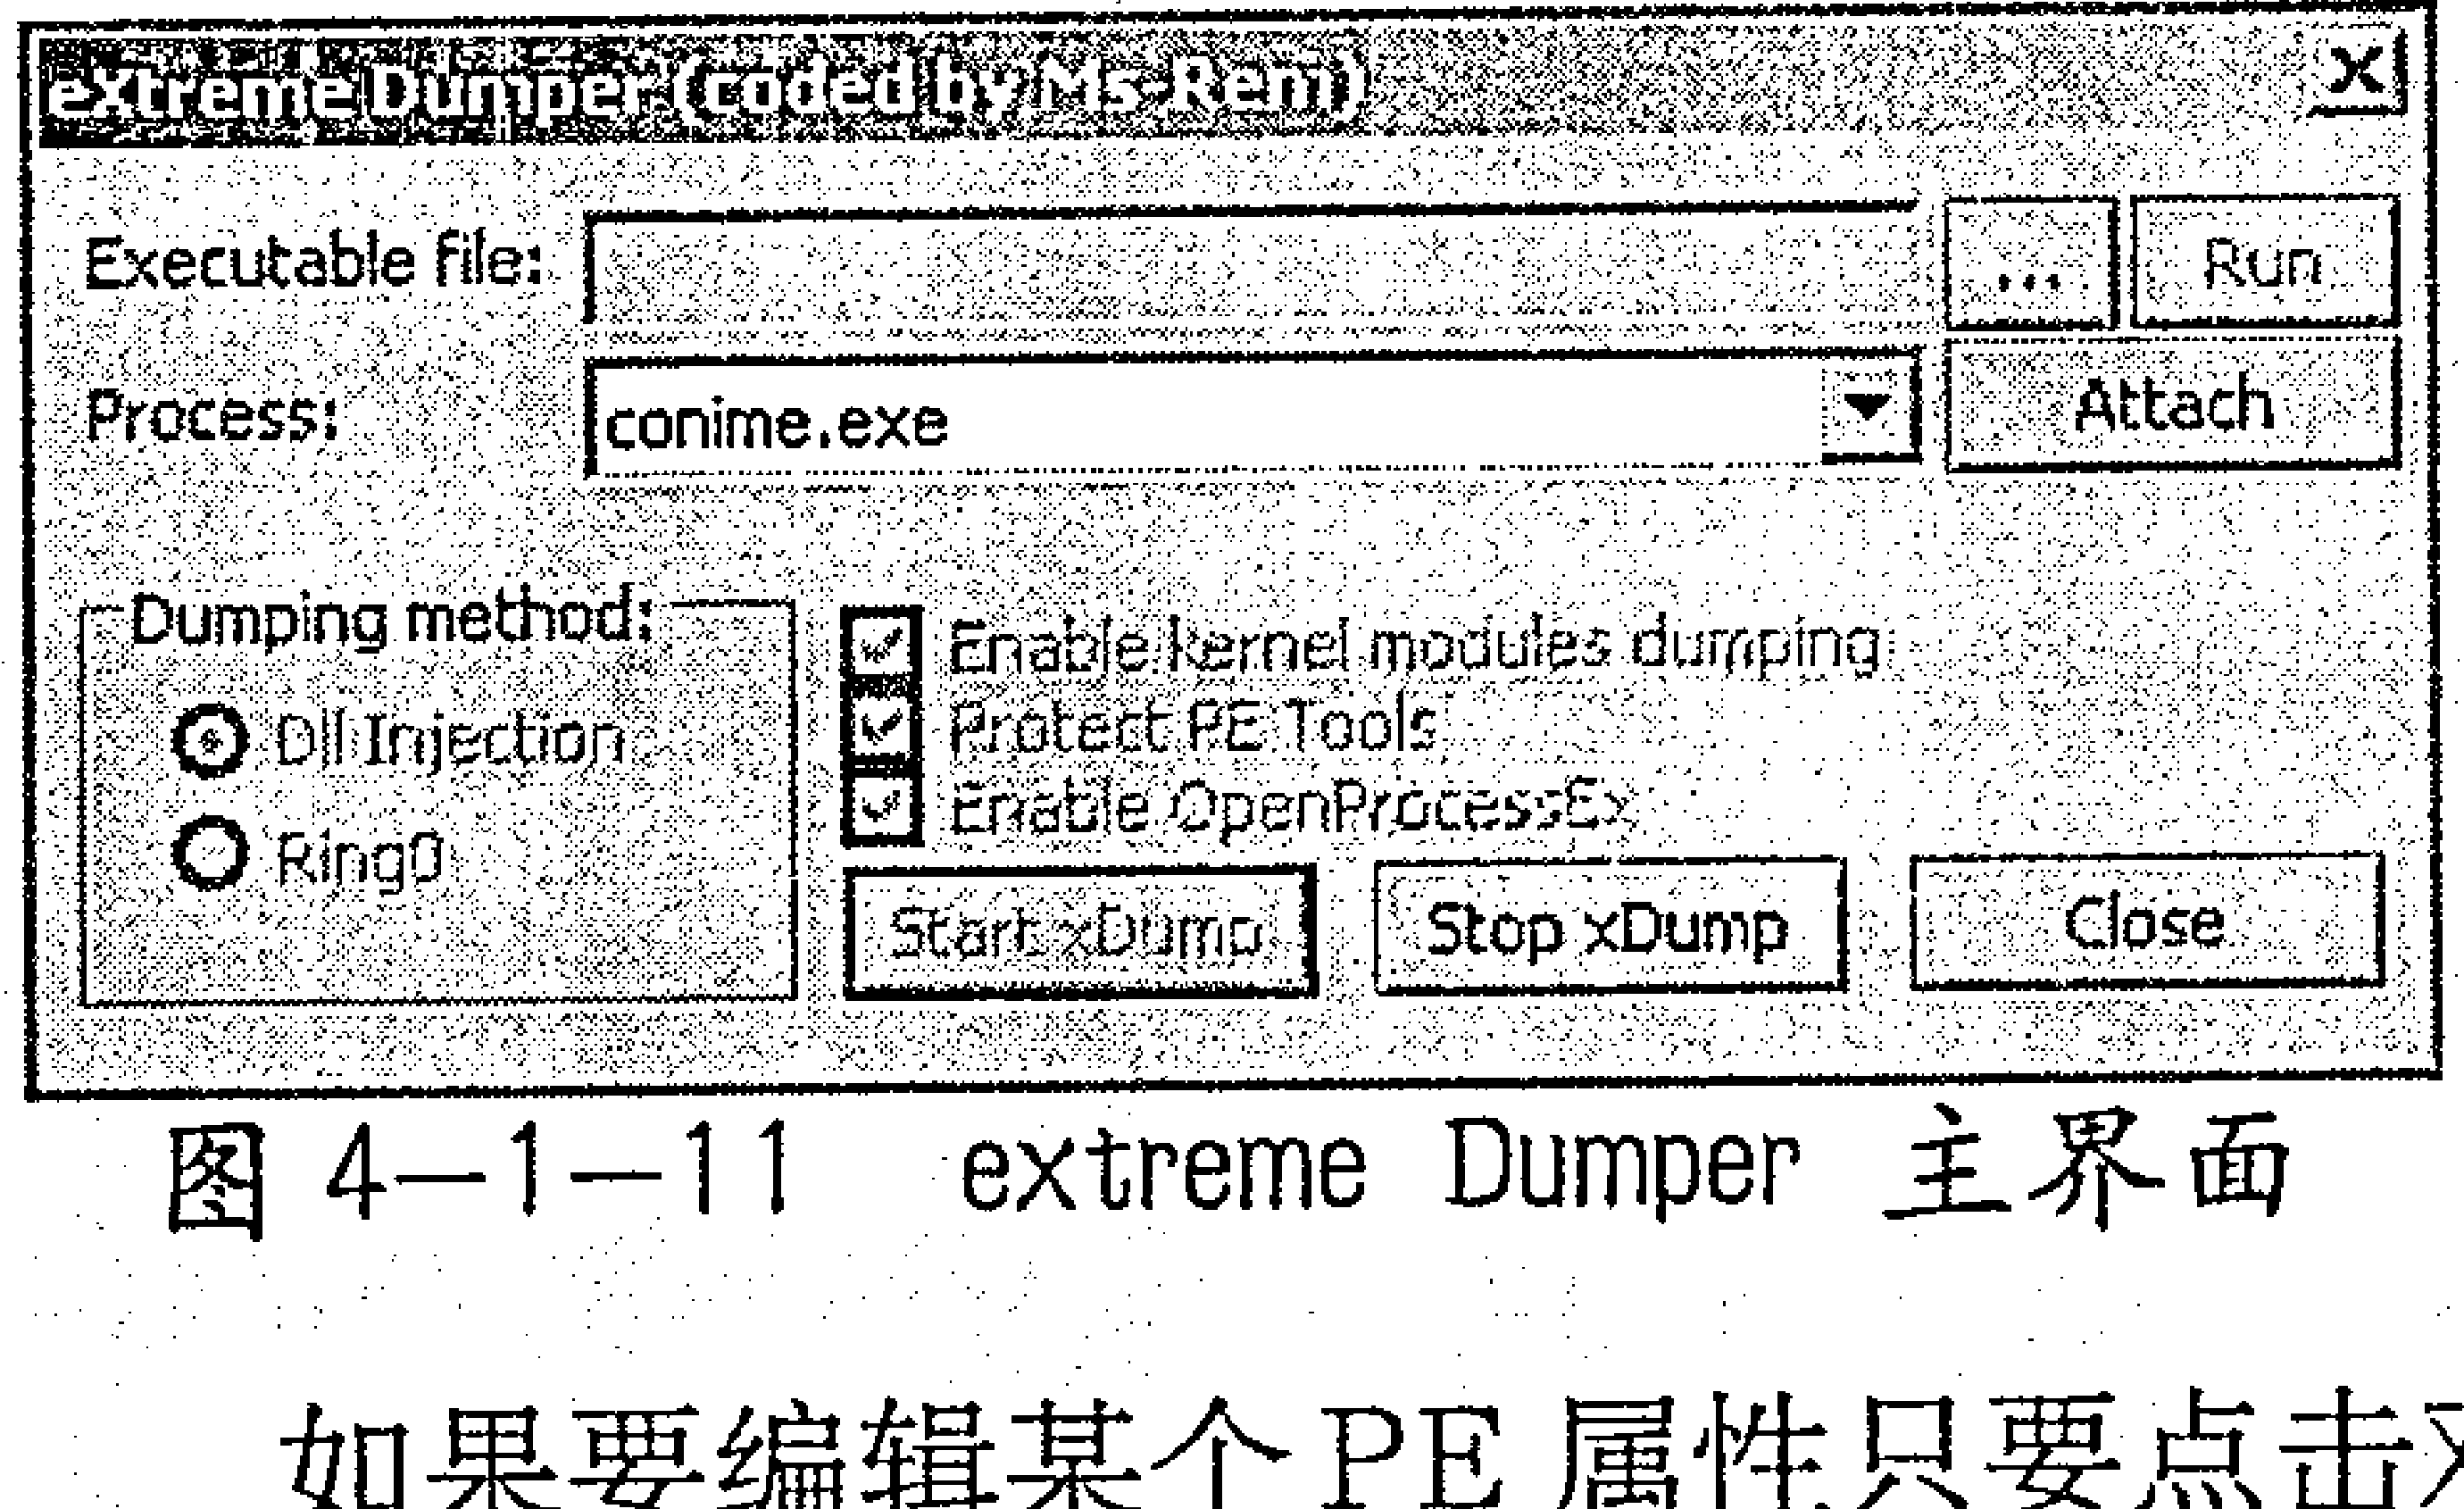 extreme Dumper (coded by Ms-Rem)
Executable file:
... Run
Process: conime.exe Attach
Dumping method:
Dll Injection
Ring0
Enable kernel modules dumping
Protect PE Tools
Enable OpenProcessEx
Start xDump Stop xDump Close
图 4—1—11 extreme Dumper 主界面
如果要编辑某个PE属性只要点击